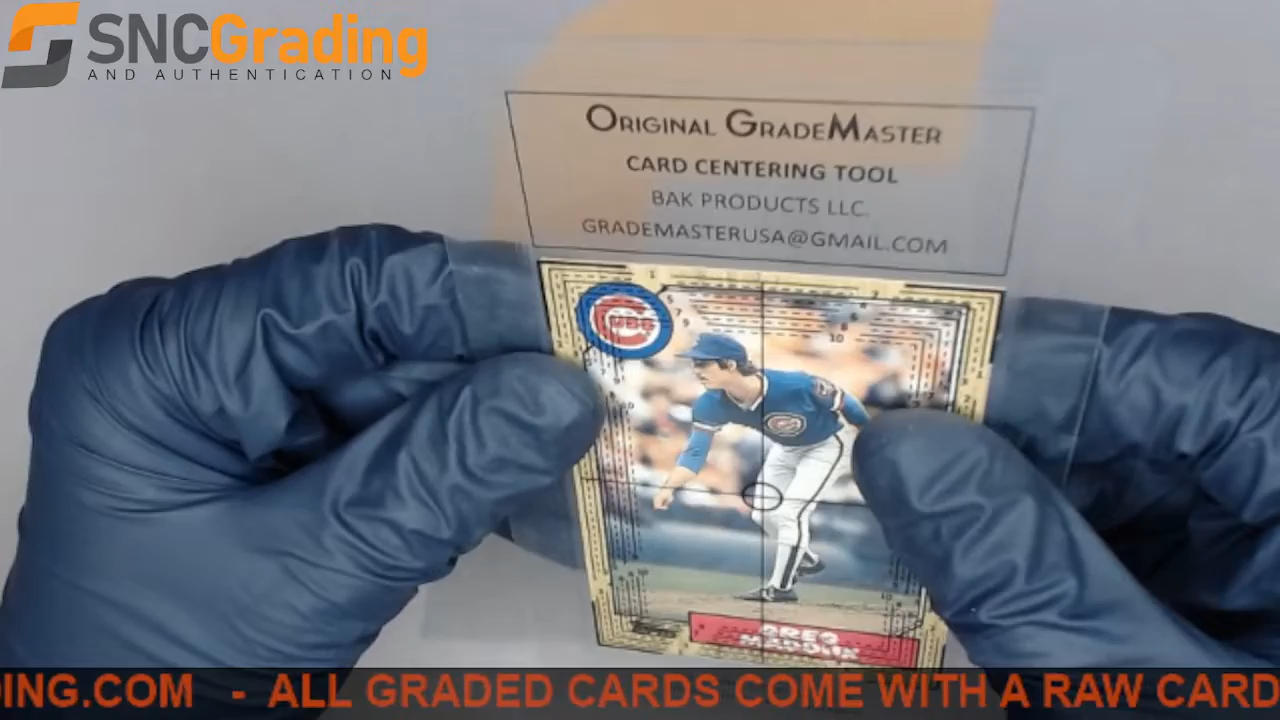 SNCGrading
AND AUTHENTICATION
ORIGINAL GRADEMASTER
CARD CENTERING TOOL
BAK PRODUCTS LLC.
GRADEMASTERUSA@GMAIL.COM
CUBS
GREG
MADDUX
DING.COM - ALL GRADED CARDS COME WITH A RAW CARD